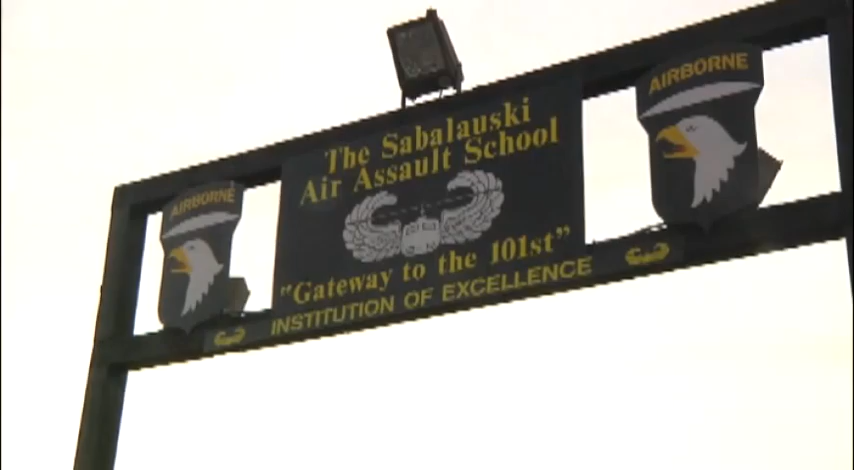 The Sabalauski
Air Assault School
AIRBORNE
AIRBORNE
"Gateway to the 101st"
INSTITUTION OF EXCELLENCE